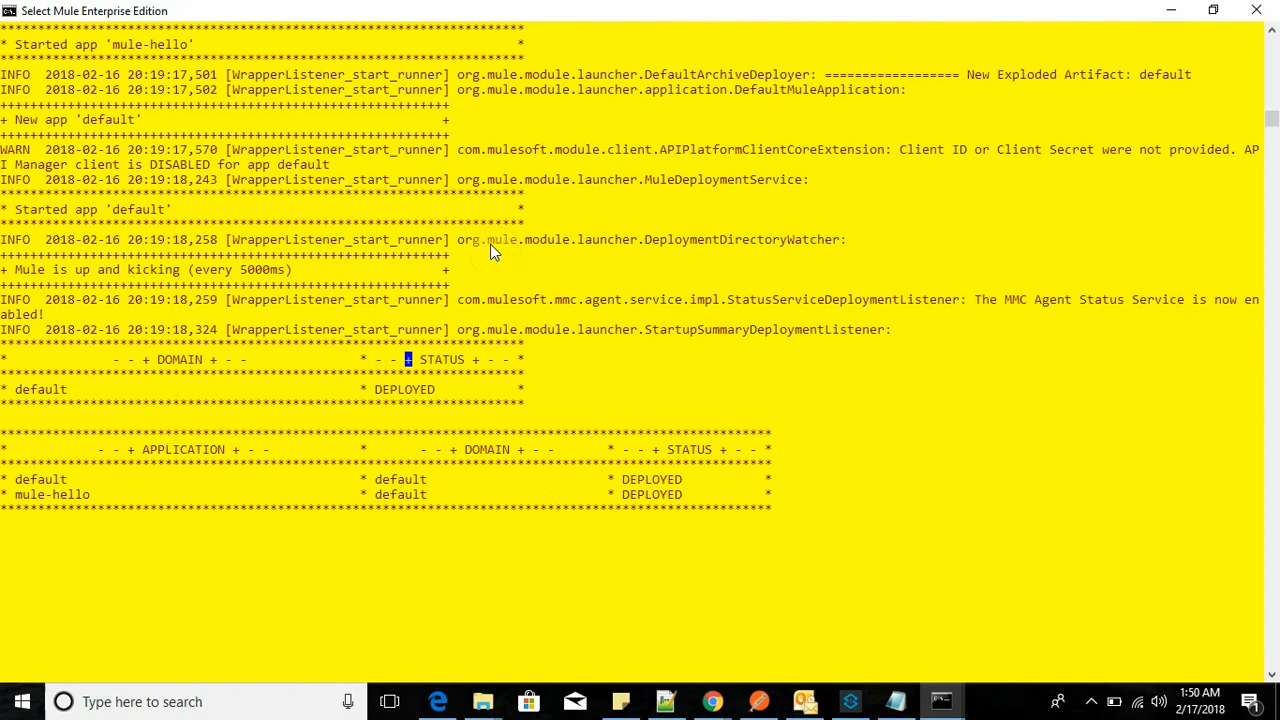 Select Mule Enterprise Edition
**********************************************************************
* Started app 'mule-hello'                                           *
**********************************************************************
INFO  2018-02-16 20:19:17,501 [WrapperListener_start_runner] org.mule.module.launcher.DefaultArchiveDeployer: ================== New Exploded Artifact: default
INFO  2018-02-16 20:19:17,502 [WrapperListener_start_runner] org.mule.module.launcher.application.DefaultMuleApplication:
++++++++++++++++++++++++++++++++++++++++++++++++++++++++++++
+ New app 'default'                                        +
++++++++++++++++++++++++++++++++++++++++++++++++++++++++++++
WARN  2018-02-16 20:19:17,570 [WrapperListener_start_runner] com.mulesoft.module.client.APIPlatformClientCoreExtension: Client ID or Client Secret were not provided. AP
I Manager client is DISABLED for app default
INFO  2018-02-16 20:19:18,243 [WrapperListener_start_runner] org.mule.module.launcher.MuleDeploymentService:
**********************************************************************
* Started app 'default'                                              *
**********************************************************************
INFO  2018-02-16 20:19:18,258 [WrapperListener_start_runner] org.mule.module.launcher.DeploymentDirectoryWatcher:
++++++++++++++++++++++++++++++++++++++++++++++++++++++++++++
+ Mule is up and kicking (every 5000ms)                    +
++++++++++++++++++++++++++++++++++++++++++++++++++++++++++++
INFO  2018-02-16 20:19:18,259 [WrapperListener_start_runner] com.mulesoft.mmc.agent.service.impl.StatusServiceDeploymentListener: The MMC Agent Status Service is now en
abled!
INFO  2018-02-16 20:19:18,324 [WrapperListener_start_runner] org.mule.module.launcher.StartupSummaryDeploymentListener:
**********************************************************************
*              - - + DOMAIN + - -               * - - + STATUS + - - *
**********************************************************************
* default                                       * DEPLOYED           *
**********************************************************************
*******************************************************************************************************
*            - - + APPLICATION + - -            *       - - + DOMAIN + - -       * - - + STATUS + - - *
*******************************************************************************************************
* default                                       * default                        * DEPLOYED           *
* mule-hello                                    * default                        * DEPLOYED           *
*******************************************************************************************************
Type here to search
1:50 AM
2/17/2018
1